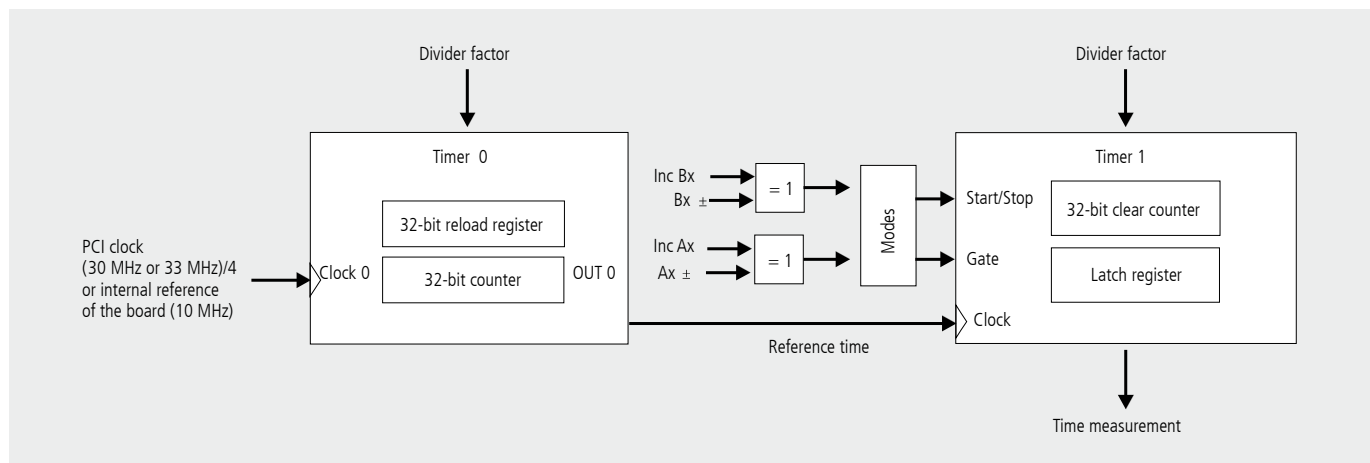 Divider factor
Timer 0
32-bit reload register
32-bit counter
PCI clock
(30 MHz or 33 MHz)/4
or internal reference
of the board (10 MHz)
Clock 0
OUT 0
Inc Bx
Bx ±
= 1
Inc Ax
Ax ±
= 1
Modes
Reference time
Divider factor
Timer 1
Start/Stop
32-bit clear counter
Gate
Latch register
Clock
Time measurement